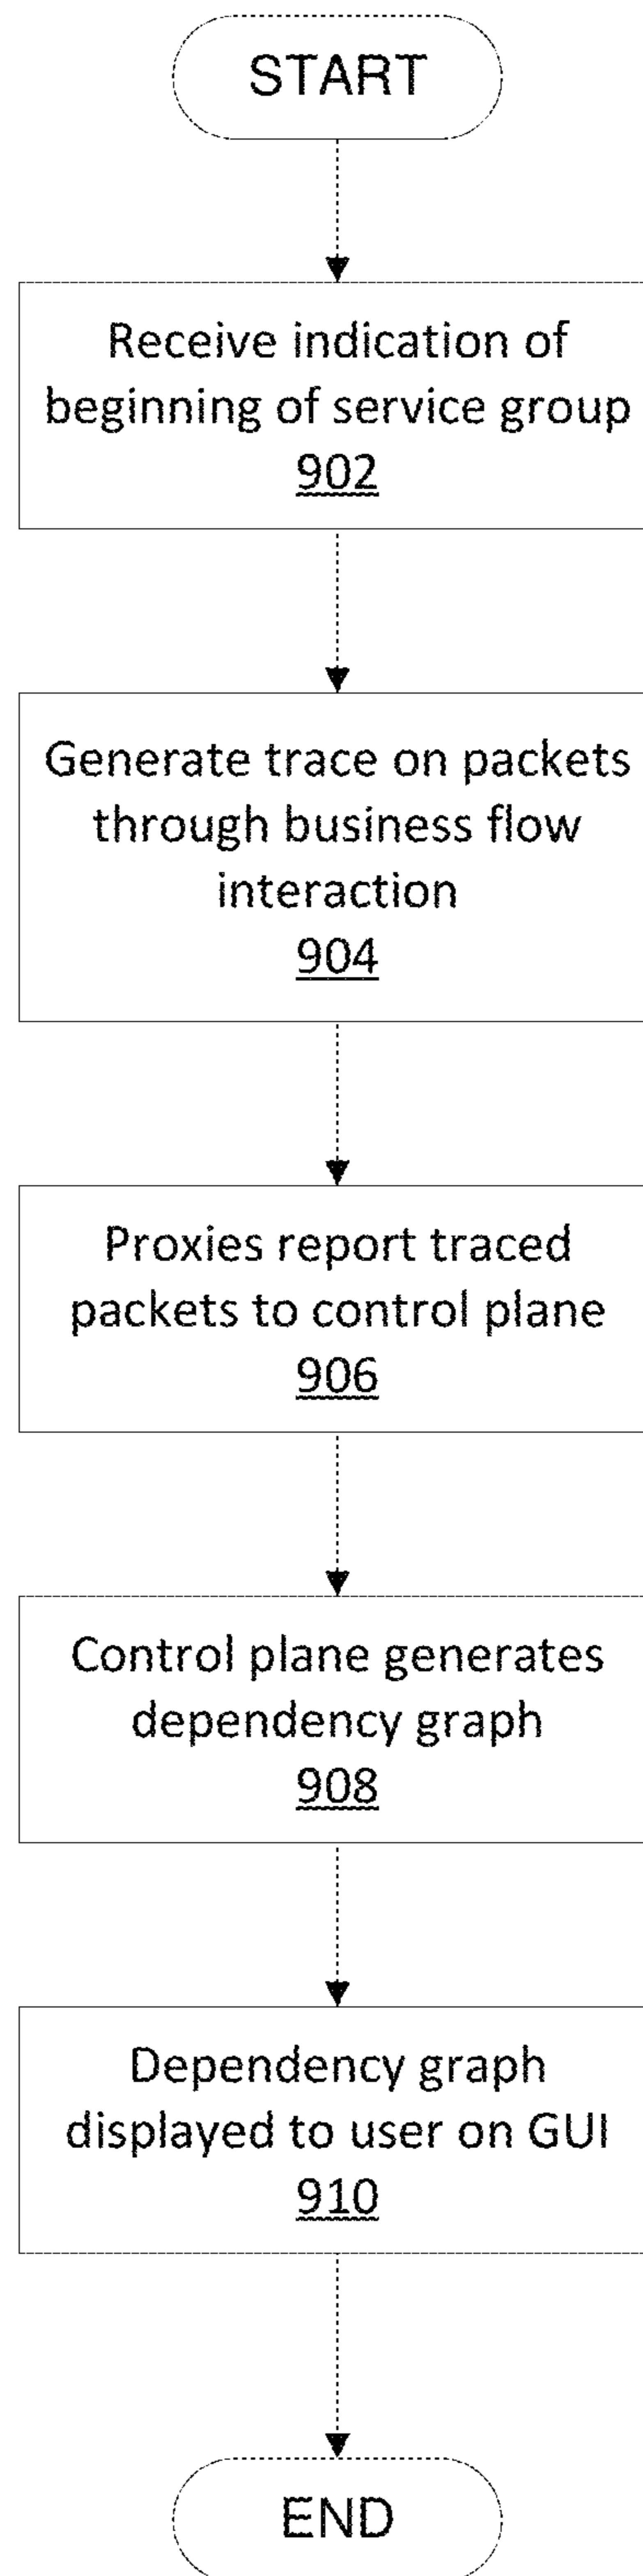 START
Receive indication of
beginning of service group
902
Generate trace on packets
through business flow
interaction
904
Proxies report traced
packets to control plane
906
Control plane generates
dependency graph
908
Dependency graph
displayed to user on GUI
910
END